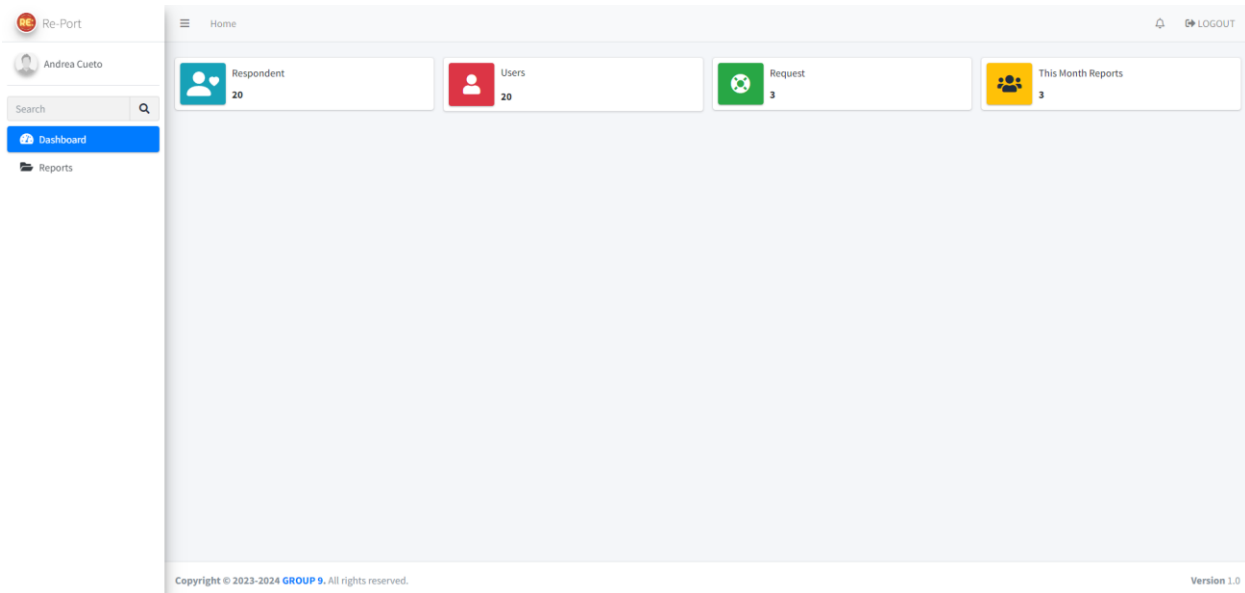 RE:
Re-Port
Home
LOGOUT
Andrea Cueto
Search
Dashboard
Reports
Respondent
20
Users
20
Request
3
This Month Reports
3
Copyright © 2023-2024 GROUP 9. All rights reserved.
Version 1.0